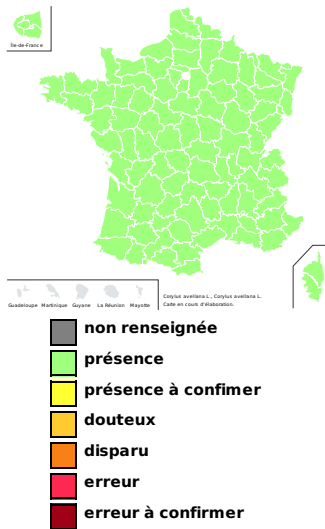 Île-de-France
Guadeloupe Martinique Guyane La Réunion Mayotte
Corylus avellana L., Corylus avellana L.
Carte en cours d'élaboration.
non renseignée
présence
présence à confimer
douteux
disparu
erreur
erreur à confirmer